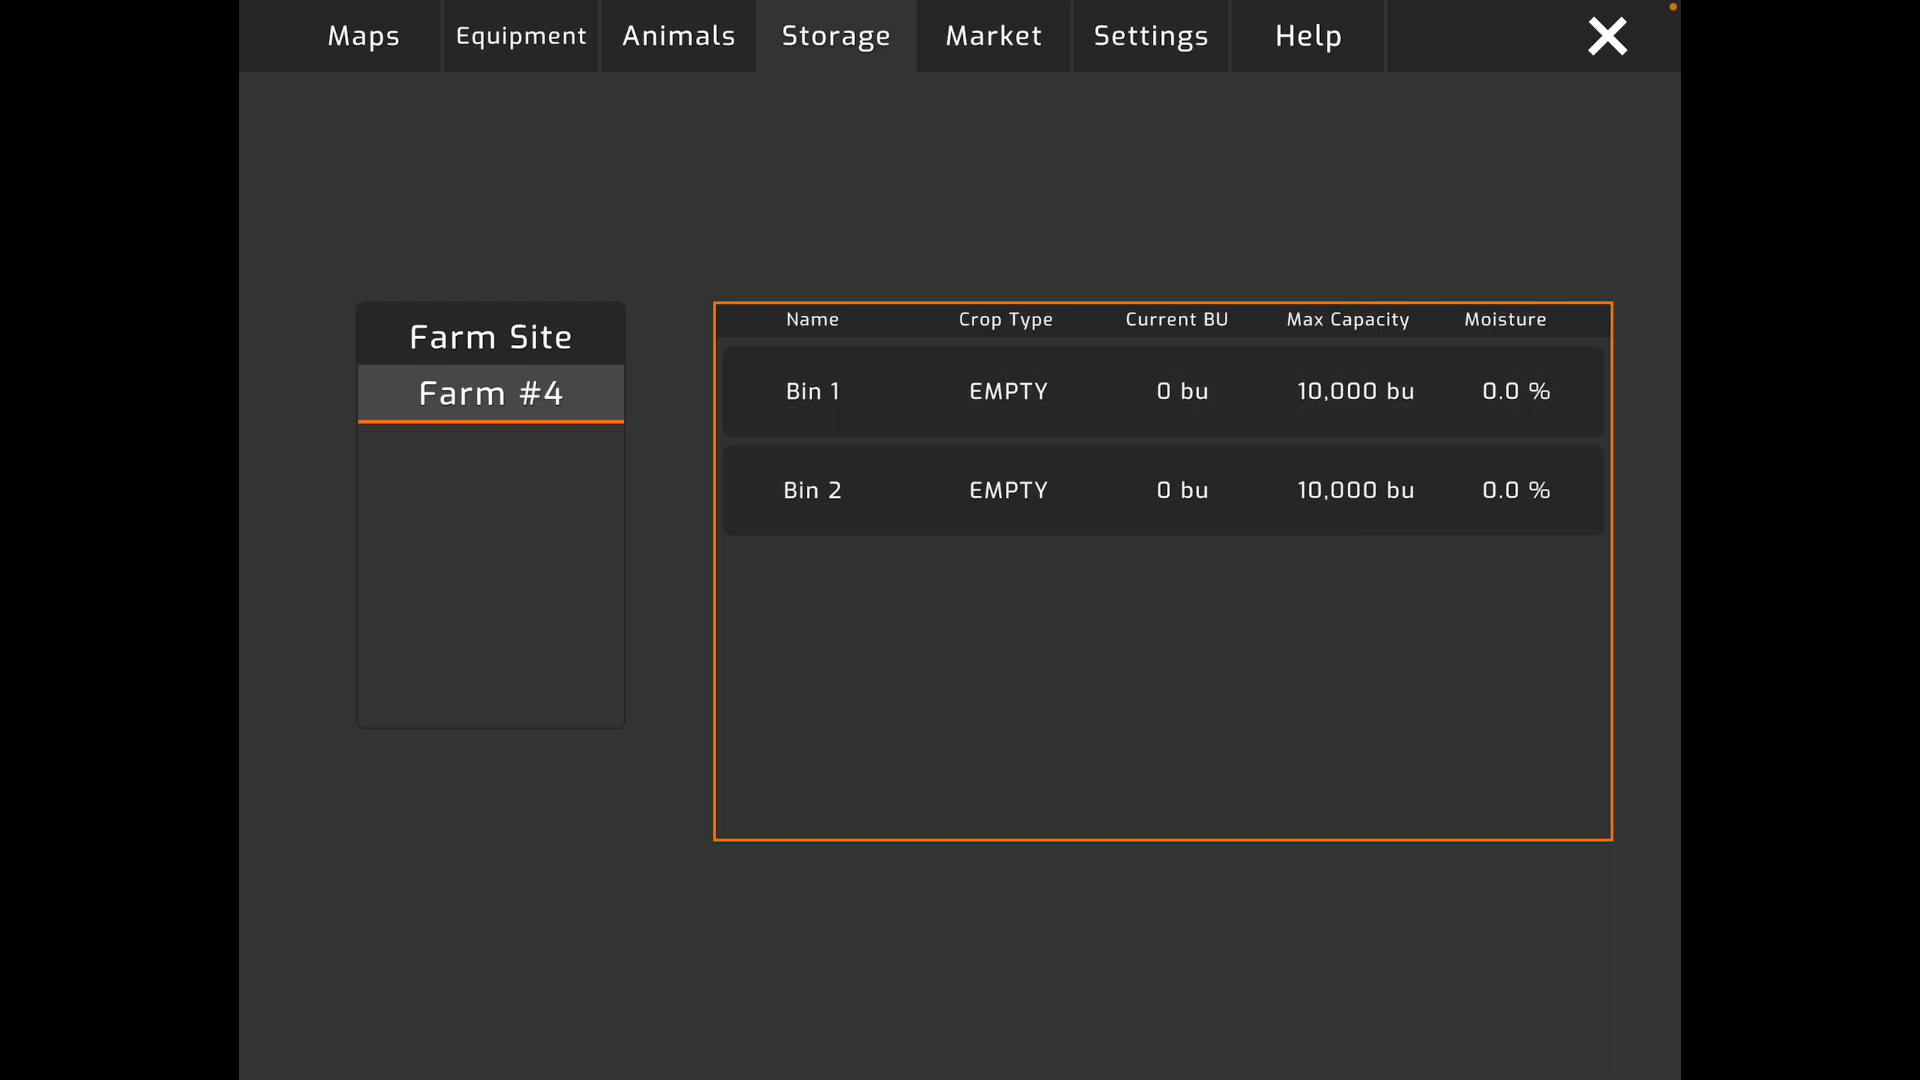 Maps Equipment Animals Storage Market Settings Help
Farm Site
Farm #4
Name Crop Type Current BU Max Capacity Moisture
Bin 1 EMPTY 0 bu 10,000 bu 0.0 %
Bin 2 EMPTY 0 bu 10,000 bu 0.0 %